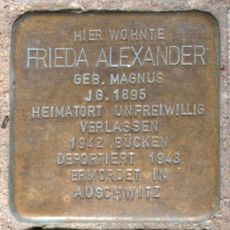 HIER WOHNTE
FRIEDA ALEXANDER
GEB. MAGNUS
JG. 1895
HEIMATORT UNFREIWILLIG
VERLASSEN
1942 BÜCKEN
DEPORTIERT 1943
ERMORDET IN
AUSCHWITZ